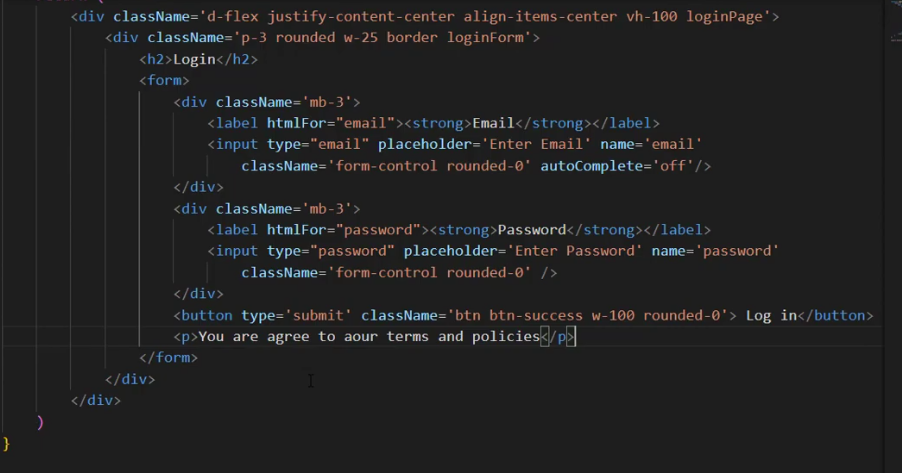 <div className='d-flex justify-content-center align-items-center vh-100 loginPage'>
<div className='p-3 rounded w-25 border loginForm'>
<h2>Login</h2>
<form>
<div className='mb-3'>
<label htmlFor="email"><strong>Email</strong></label>
<input type="email" placeholder='Enter Email' name='email'
className='form-control rounded-0' autoComplete='off'/>
</div>
<div className='mb-3'>
<label htmlFor="password"><strong>Password</strong></label>
<input type="password" placeholder='Enter Password' name='password'
className='form-control rounded-0' />
</div>
<button type='submit' className='btn btn-success w-100 rounded-0'> Log in</button>
<p>You are agree to aour terms and policies</p>
</form>
</div>
</div>
)
}